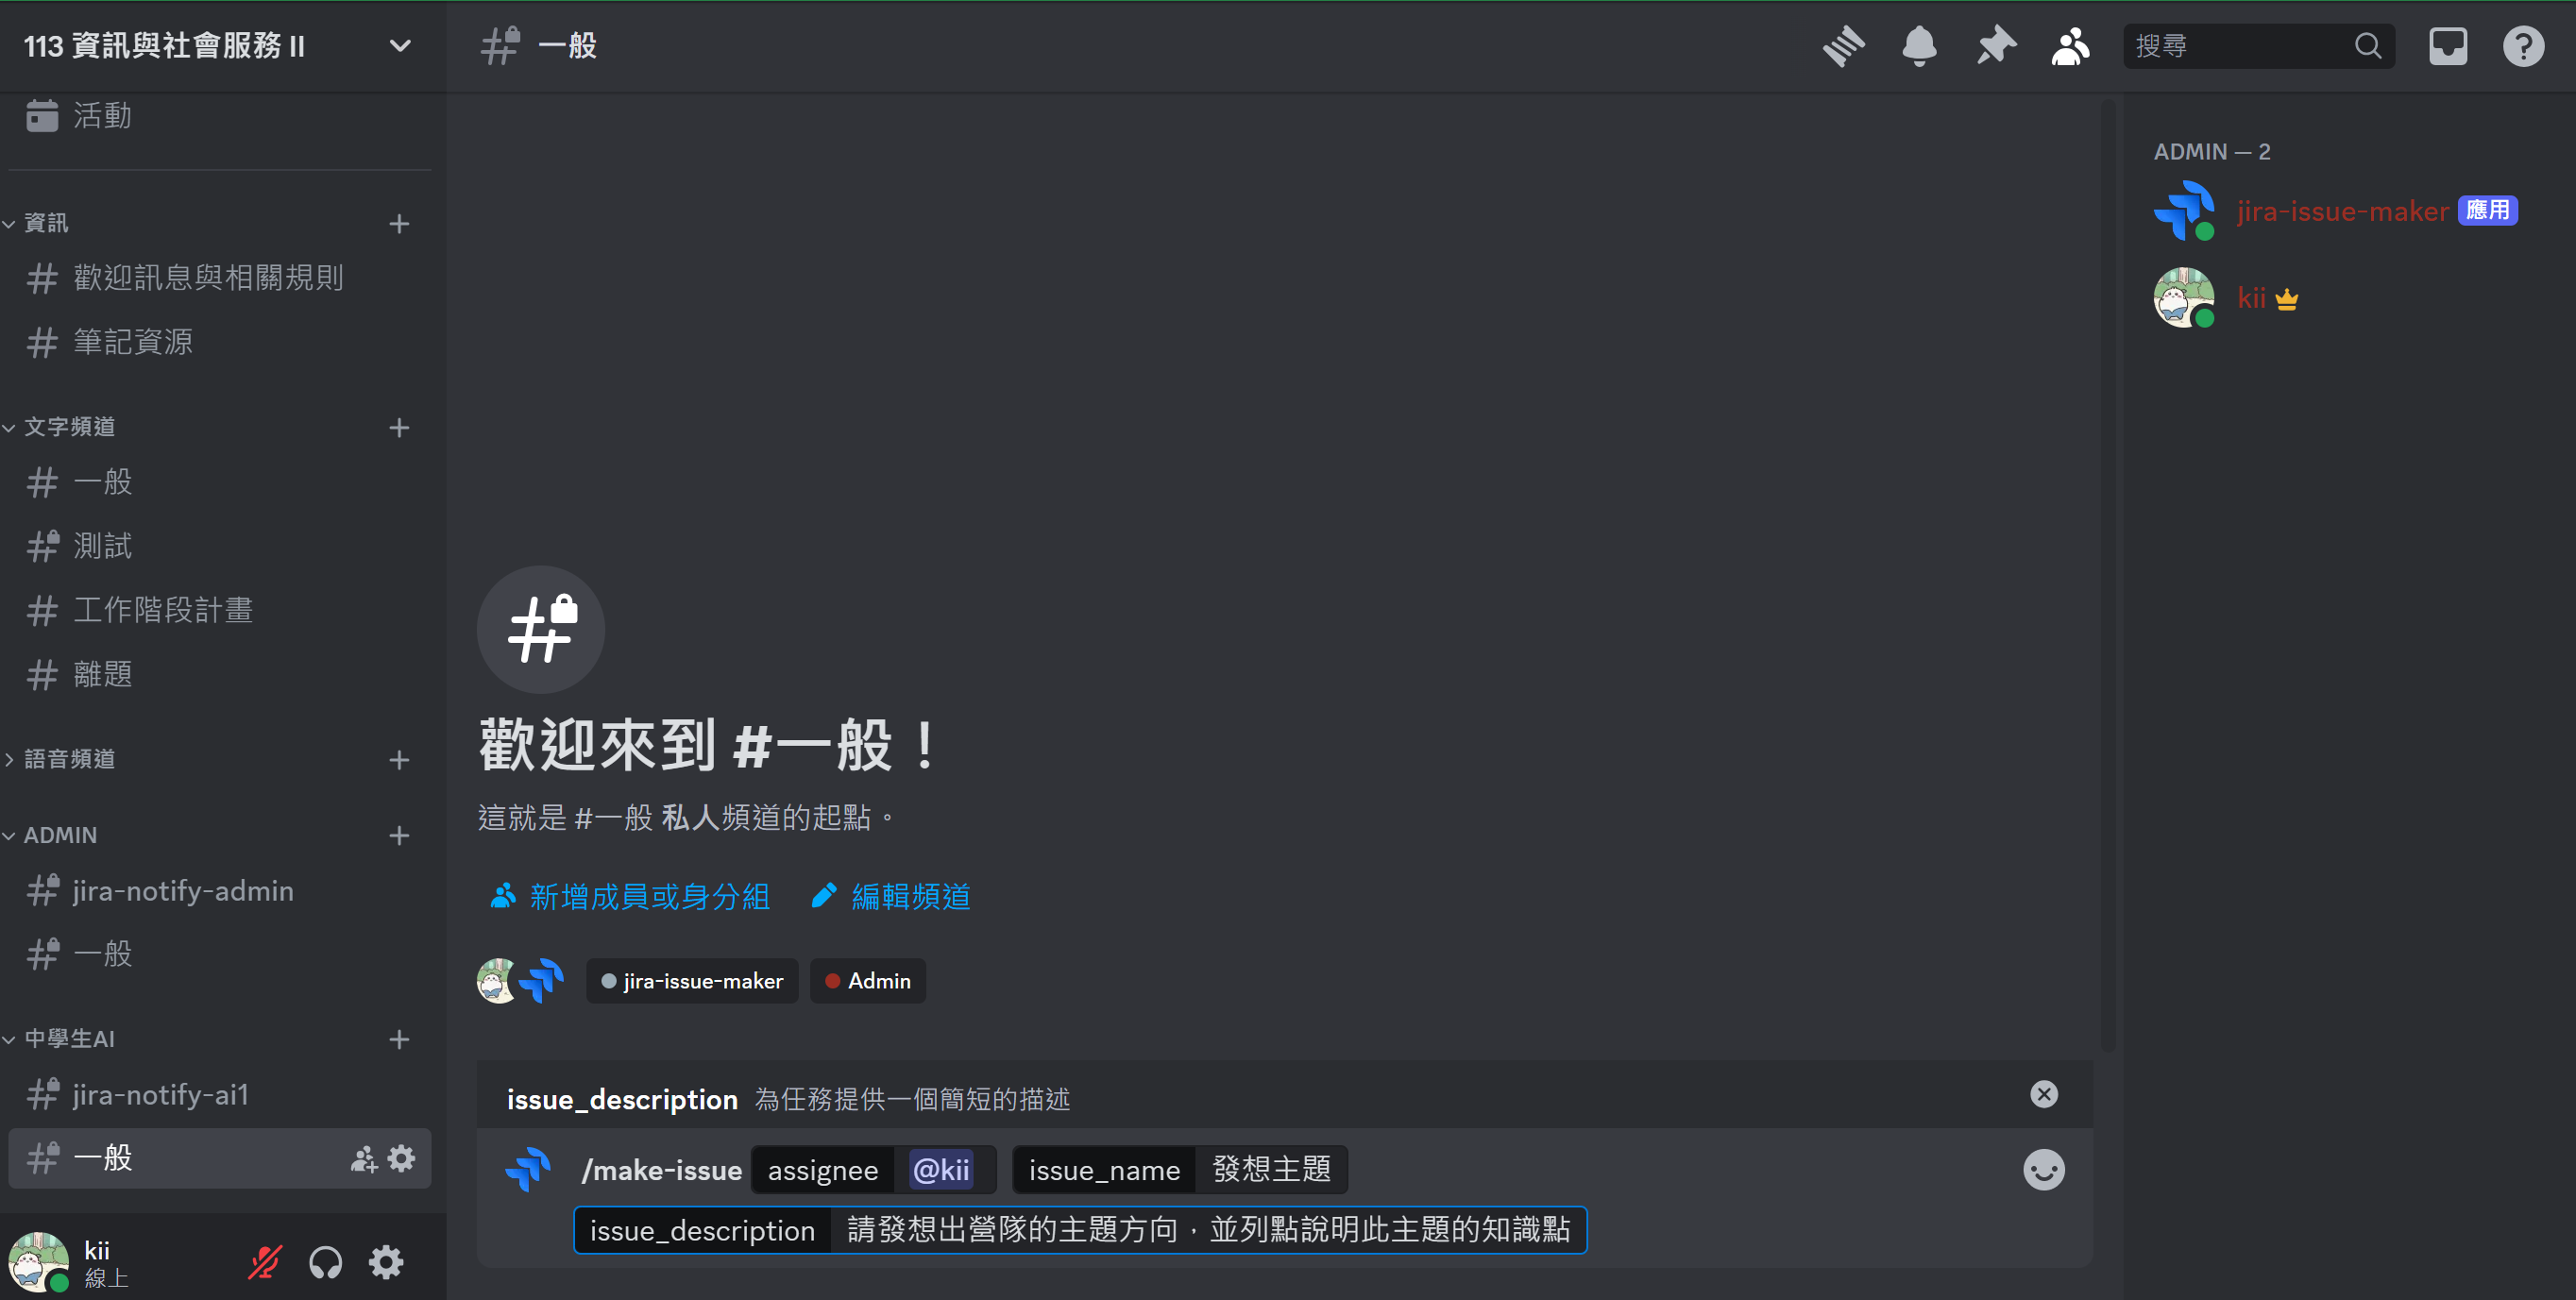 113 資訊與社會服務 II
活動
資訊
歡迎訊息與相關規則
筆記資源
文字頻道
一般
測試
工作階段計畫
離題
語音頻道
ADMIN
jira-notify-admin
一般
中學生AI
jira-notify-ai1
一般
kii
線上
一般
搜尋
歡迎來到 #一般！
這就是 #一般 私人頻道的起點。
新增成員或身分組 編輯頻道
jira-issue-maker Admin
issue_description 為任務提供一個簡短的描述
/make-issue assignee @kii issue_name 發想主題
issue_description 請發想出營隊的主題方向，並列點說明此主題的知識點
ADMIN — 2
jira-issue-maker 應用
kii